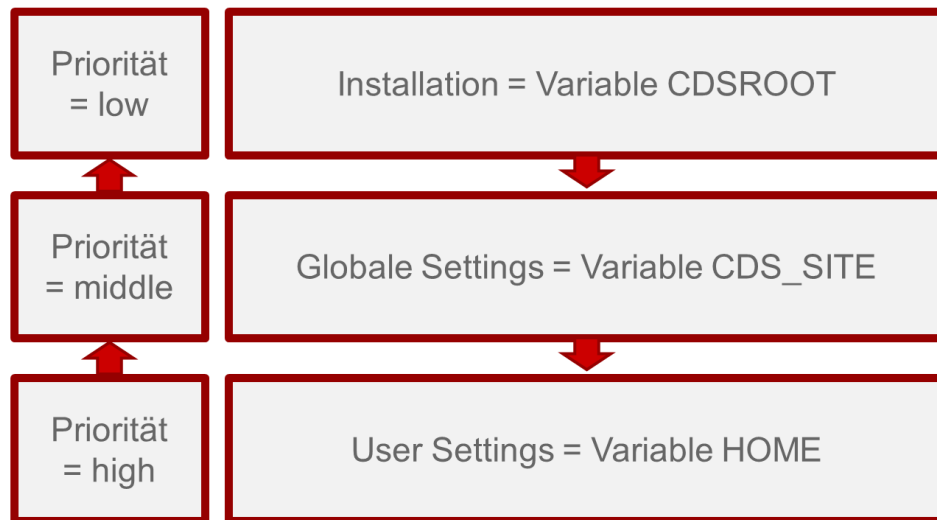 Priorität
= low
Installation = Variable CDSROOT
Priorität
= middle
Globale Settings = Variable CDS_SITE
Priorität
= high
User Settings = Variable HOME